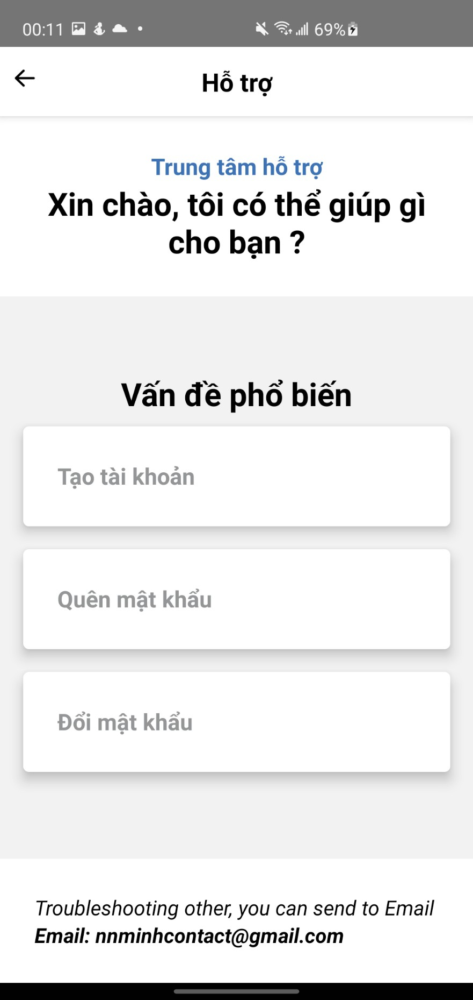 00:11
69%
Hỗ trợ
Trung tâm hỗ trợ
Xin chào, tôi có thể giúp gì
cho bạn ?
Vấn đề phổ biến
Tạo tài khoản
Quên mật khẩu
Đổi mật khẩu
Troubleshooting other, you can send to Email
Email: nnminhcontact@gmail.com